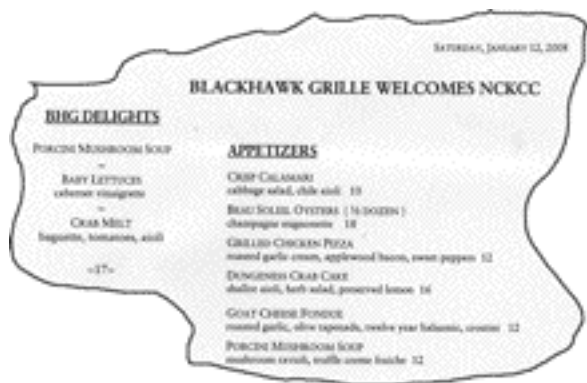 SATURDAY, JANUARY 12, 2008
BLACKHAWK GRILLE WELCOMES NCKCC
BHG DELIGHTS
PORCINI MUSHROOM SOUP
~
BABY LETTUCES
cabernet vinaigrette
~
CRAB MELT
baguette, tomatoes, aioli
~17~
APPETIZERS
CRISP CALAMARI
cabbage salad, chile aioli 10
BEAU SOLEIL OYSTERS ( ½ DOZEN )
champagne mignonette 18
GRILLED CHICKEN PIZZA
roasted garlic cream, applewood bacon, sweet peppers 12
DUNGENESS CRAB CAKE
shallot aioli, herb salad, preserved lemon 16
GOAT CHEESE FONDUE
roasted garlic, olive tapenade, twelve year balsamic, crostini 12
PORCINI MUSHROOM SOUP
mushroom ravioli, truffle creme fraiche 12